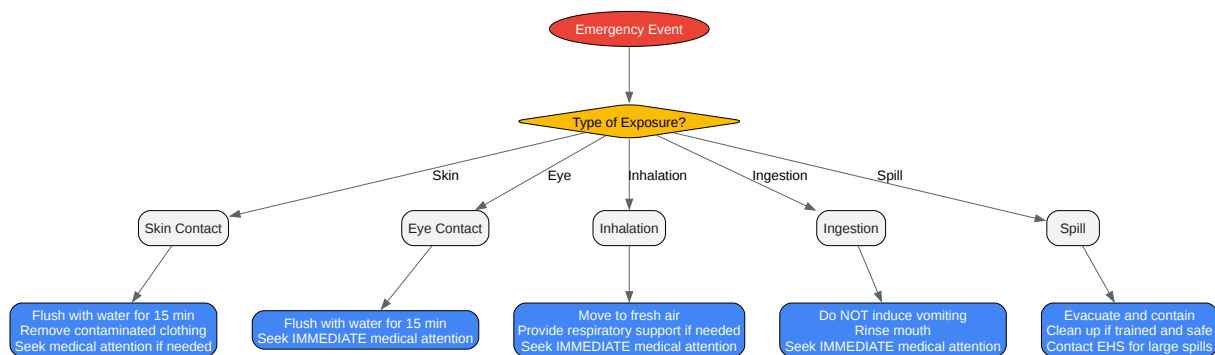 Emergency Event
Type of Exposure?
Skin
Eye
Inhalation
Ingestion
Spill
Skin Contact
Eye Contact
Inhalation
Ingestion
Spill
Flush with water for 15 min
Remove contaminated clothing
Seek medical attention if needed
Flush with water for 15 min
Seek IMMEDIATE medical attention
Move to fresh air
Provide respiratory support if needed
Seek IMMEDIATE medical attention
Do NOT induce vomiting
Rinse mouth
Seek IMMEDIATE medical attention
Evacuate and contain
Clean up if trained and safe
Contact EHS for large spills